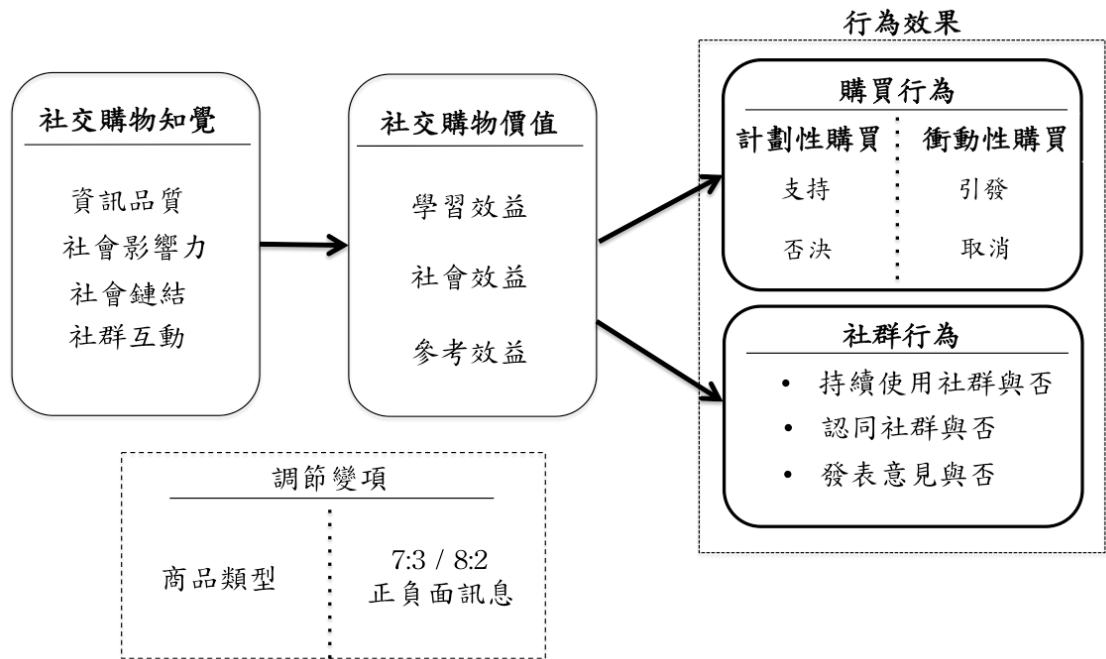 行為效果
社交購物知覺
資訊品質
社會影響力
社會鏈結
社群互動
社交購物價值
學習效益
社會效益
參考效益
購買行為
計劃性購買 衝動性購買
支持 引發
否決 取消
社群行為
• 持續使用社群與否
• 認同社群與否
• 發表意見與否
調節變項
商品類型
7:3 / 8:2
正負面訊息